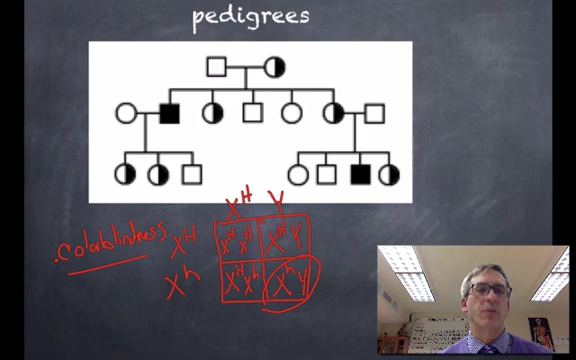 pedigrees
X^H Y
.Colorblindness X^H X^H X^H X^H Y
X^h X^H X^h X^h Y